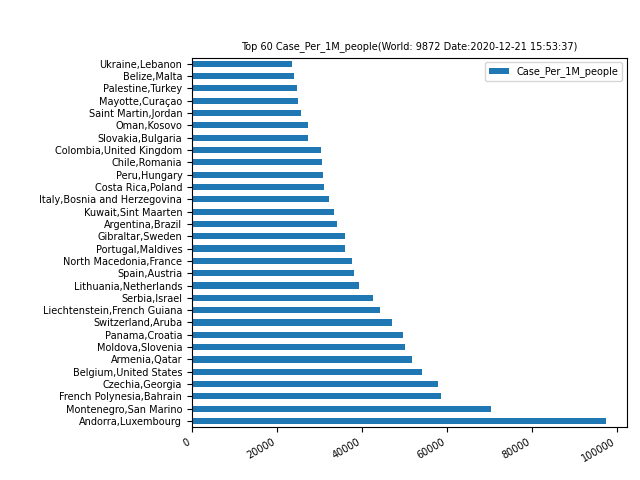 Top 60 Case_Per_1M_people(World: 9872 Date:2020-12-21 15:53:37)
Case_Per_1M_people
Ukraine,Lebanon
Belize,Malta
Palestine,Turkey
Mayotte,Curaçao
Saint Martin,Jordan
Oman,Kosovo
Slovakia,Bulgaria
Colombia,United Kingdom
Chile,Romania
Peru,Hungary
Costa Rica,Poland
Italy,Bosnia and Herzegovina
Kuwait,Sint Maarten
Argentina,Brazil
Gibraltar,Sweden
Portugal,Maldives
North Macedonia,France
Spain,Austria
Lithuania,Netherlands
Serbia,Israel
Liechtenstein,French Guiana
Switzerland,Aruba
Panama,Croatia
Moldova,Slovenia
Armenia,Qatar
Belgium,United States
Czechia,Georgia
French Polynesia,Bahrain
Montenegro,San Marino
Andorra,Luxembourg
0 20000 40000 60000 80000 100000